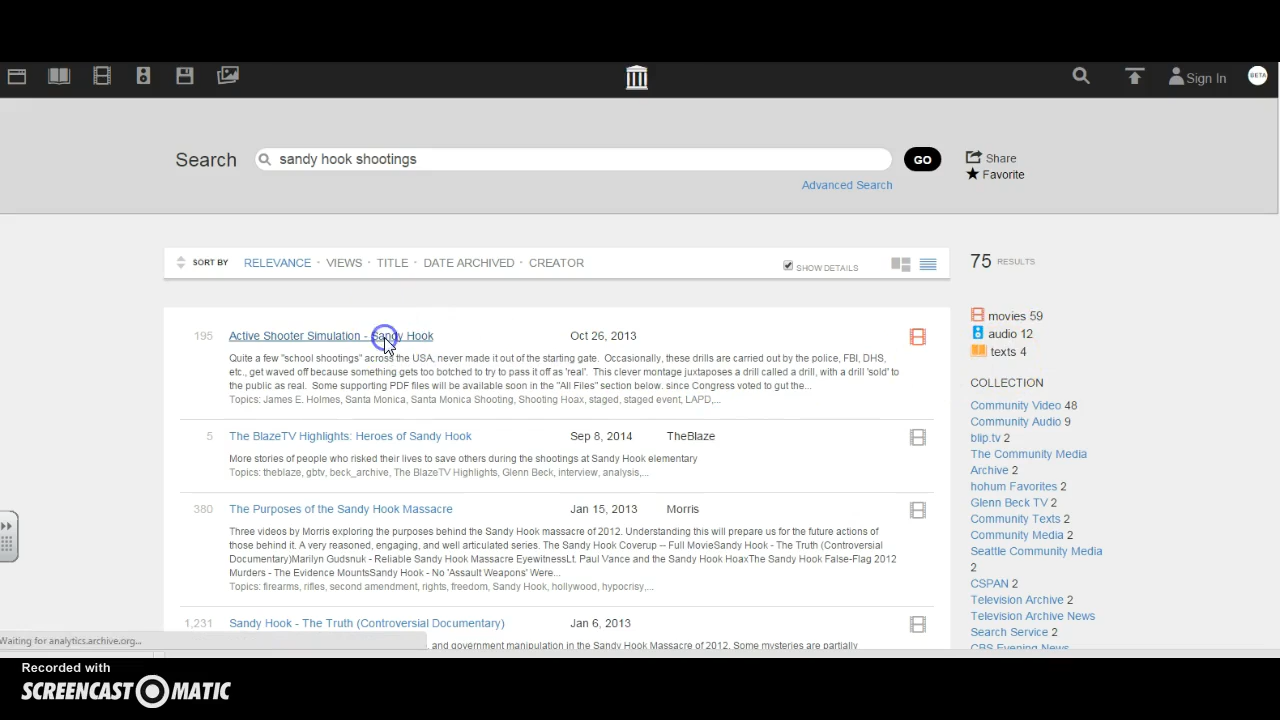 Sign In
BETA
Search
sandy hook shootings
GO
Share
Favorite
Advanced Search
SORT BY RELEVANCE · VIEWS · TITLE · DATE ARCHIVED · CREATOR
SHOW DETAILS
75 RESULTS
195 Active Shooter Simulation - Sandy Hook Oct 26, 2013
Quite a few "school shootings" across the USA, never made it out of the starting gate. Occasionally, these drills are carried out by the police, FBI, DHS,
etc., get waved off because something gets too botched to try to pass it off as 'real'. This clever montage juxtaposes a drill called a drill, with a drill 'sold' to
the public as real. Some supporting PDF files will be available soon in the "All Files" section below. since Congress voted to gut the...
Topics: James E. Holmes, Santa Monica, Santa Monica Shooting, Shooting Hoax, staged, staged event, LAPD,...
5 The BlazeTV Highlights: Heroes of Sandy Hook Sep 8, 2014 TheBlaze
More stories of people who risked their lives to save others during the shootings at Sandy Hook elementary
Topics: theblaze, gbtv, beck_archive, The BlazeTV Highlights, Glenn Beck, interview, analysis,...
380 The Purposes of the Sandy Hook Massacre Jan 15, 2013 Morris
Three videos by Morris exploring the purposes behind the Sandy Hook massacre of 2012. Understanding this will prepare us for the future actions of
those behind it. A very reasoned, engaging, and well articulated series. The Sandy Hook Coverup -- Full MovieSandy Hook - The Truth (Controversial
Documentary)Marilyn Gudsnuk - Reliable Sandy Hook Massacre EyewitnessLt. Paul Vance and the Sandy Hook HoaxThe Sandy Hook False-Flag 2012
Murders - The Evidence MountsSandy Hook - No 'Assault Weapons' Were...
Topics: firearms, rifles, second amendment, rights, freedom, Sandy Hook, hollywood, hypocrisy,...
1,231 Sandy Hook - The Truth (Controversial Documentary) Jan 6, 2013
, and government manipulation in the Sandy Hook Massacre of 2012. Some mysteries are partially
movies 59
audio 12
texts 4
COLLECTION
Community Video 48
Community Audio 9
blip.tv 2
The Community Media
Archive 2
hohum Favorites 2
Glenn Beck TV 2
Community Texts 2
Community Media 2
Seattle Community Media
2
CSPAN 2
Television Archive 2
Television Archive News
Search Service 2
CBS Evening News
Waiting for analytics.archive.org...
Recorded with
SCREENCAST-O-MATIC